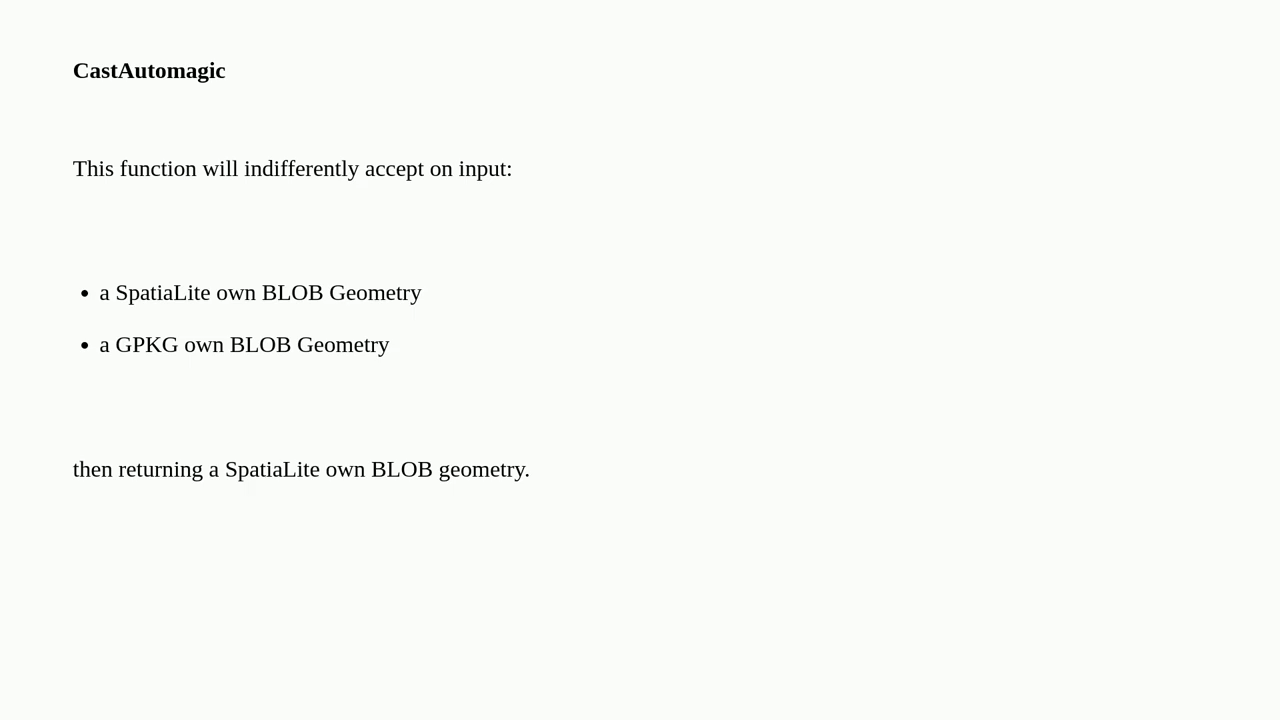 CastAutomagic
This function will indifferently accept on input:
• a SpatiaLite own BLOB Geometry
• a GPKG own BLOB Geometry
then returning a SpatiaLite own BLOB geometry.